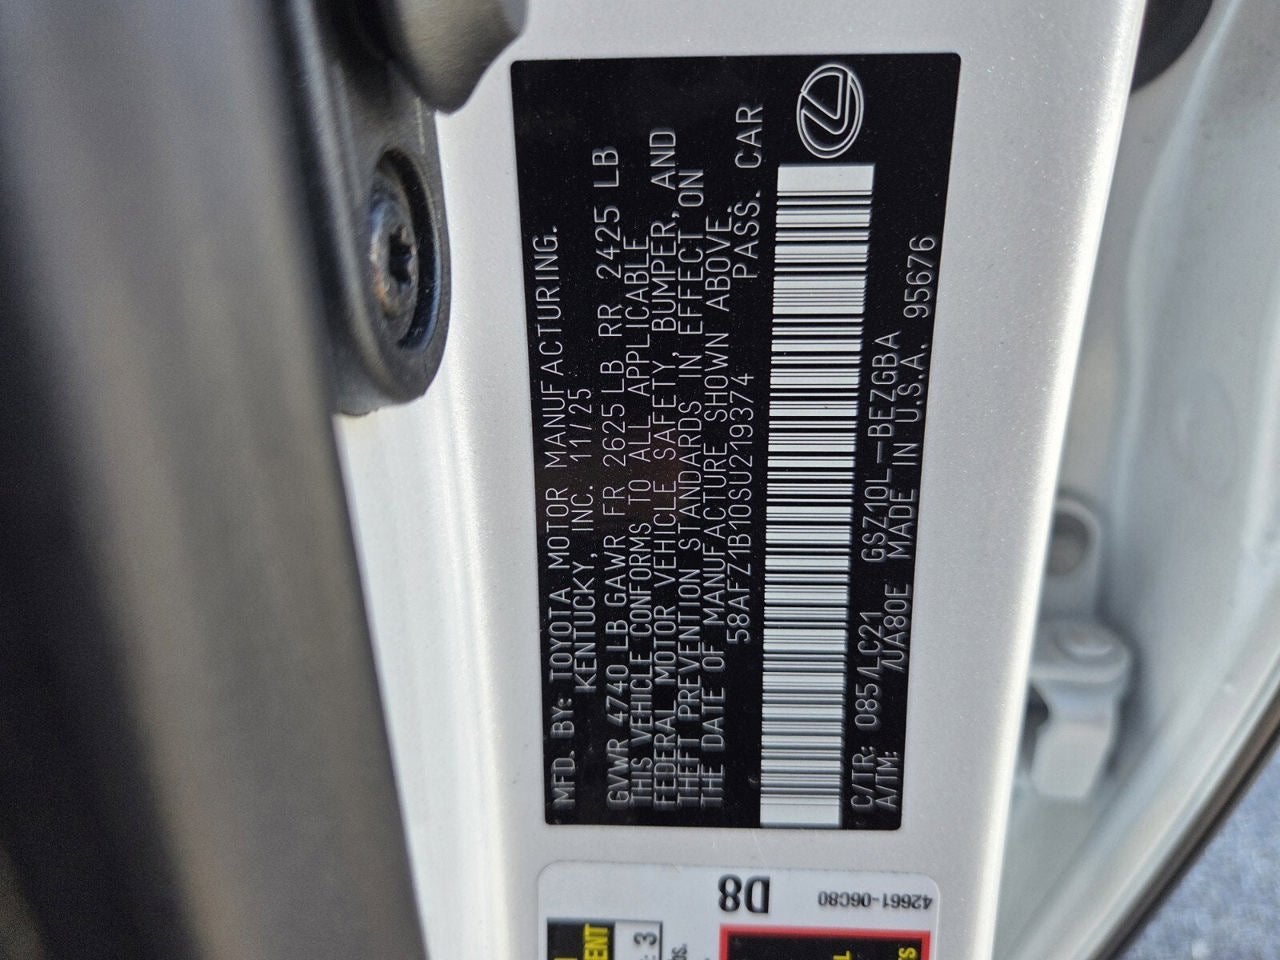 MFD. BY: TOYOTA MOTOR MANUFACTURING.
KENTUCKY, INC. 11/25
GVWR 4740 LB GAWR FR 2625 LB RR 2425 LB
THIS VEHICLE CONFORMS TO ALL APPLICABLE
FEDERAL MOTOR VEHICLE SAFETY, BUMPER, AND
THEFT PREVENTION STANDARDS IN EFFECT ON
THE DATE OF MANUFACTURE SHOWN ABOVE.
58AFZ1B10SU219374 PASS. CAR
C/TR: 085/LC21 GSZ10L-BEZGBA
A/TM: /UA80E MADE IN U.S.A. 95676
D8
42661-06C80
3